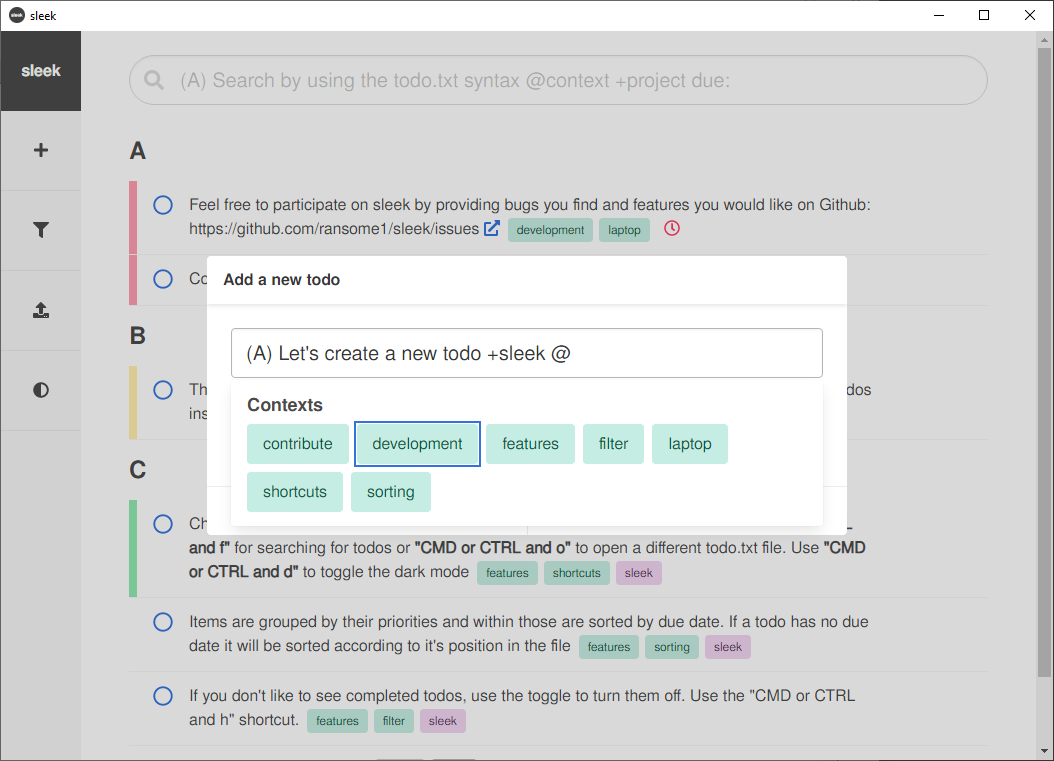 sleek
sleek
(A) Search by using the todo.txt syntax @context +project due:
A
Feel free to participate on sleek by providing bugs you find and features you would like on Github:
https://github.com/ransome1/sleek/issues development laptop
Add a new todo
(A) Let's create a new todo +sleek @
Contexts
contribute development features filter laptop
shortcuts sorting
B
C
and f" for searching for todos or "CMD or CTRL and o" to open a different todo.txt file. Use "CMD
or CTRL and d" to toggle the dark mode features shortcuts sleek
Items are grouped by their priorities and within those are sorted by due date. If a todo has no due
date it will be sorted according to it's position in the file features sorting sleek
If you don't like to see completed todos, use the toggle to turn them off. Use the "CMD or CTRL
and h" shortcut. features filter sleek